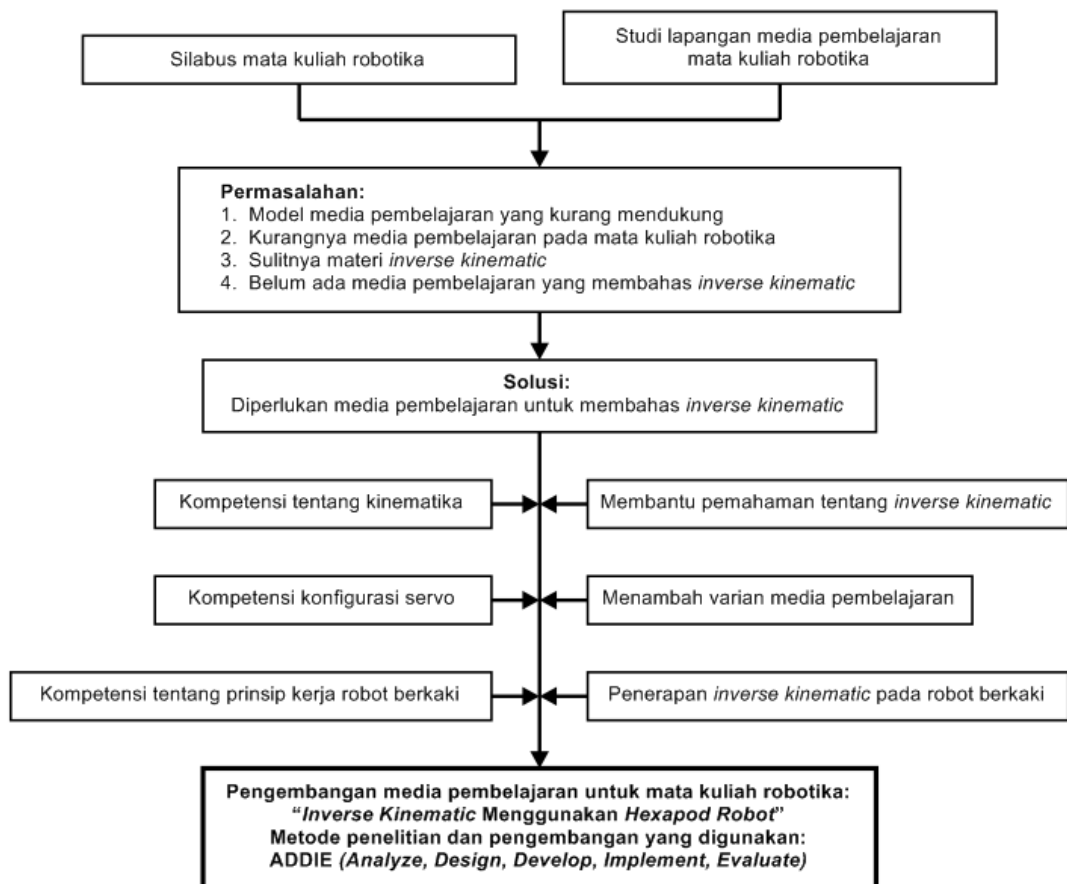 Silabus mata kuliah robotika
Studi lapangan media pembelajaran
mata kuliah robotika
Permasalahan:
1. Model media pembelajaran yang kurang mendukung
2. Kurangnya media pembelajaran pada mata kuliah robotika
3. Sulitnya materi inverse kinematic
4. Belum ada media pembelajaran yang membahas inverse kinematic
Solusi:
Diperlukan media pembelajaran untuk membahas inverse kinematic
Kompetensi tentang kinematika
Membantu pemahaman tentang inverse kinematic
Kompetensi konfigurasi servo
Menambah varian media pembelajaran
Kompetensi tentang prinsip kerja robot berkaki
Penerapan inverse kinematic pada robot berkaki
Pengembangan media pembelajaran untuk mata kuliah robotika:
“Inverse Kinematic Menggunakan Hexapod Robot”
Metode penelitian dan pengembangan yang digunakan:
ADDIE (Analyze, Design, Develop, Implement, Evaluate)